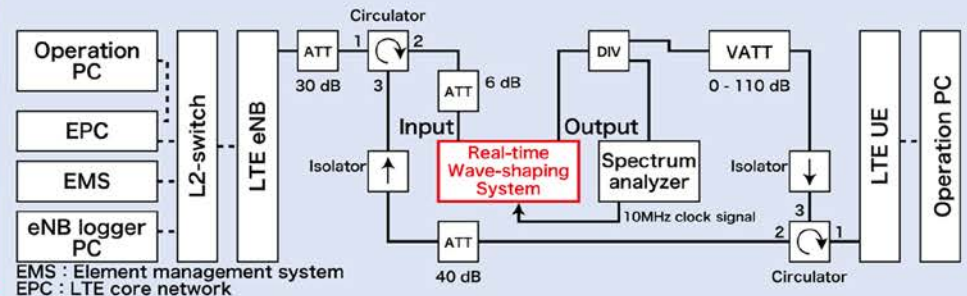 Circulator
Operation
PC
EPC
EMS
eNB logger
PC
L2-switch
LTE eNB
ATT
30 dB
1
2
3
ATT
6 dB
Input
Real-time
Wave-shaping
System
Output
DIV
Spectrum
analyzer
10MHz clock signal
VATT
0 - 110 dB
Isolator
Isolator
ATT
40 dB
3
2
1
Circulator
LTE UE
Operation PC
EMS : Element management system
EPC : LTE core network